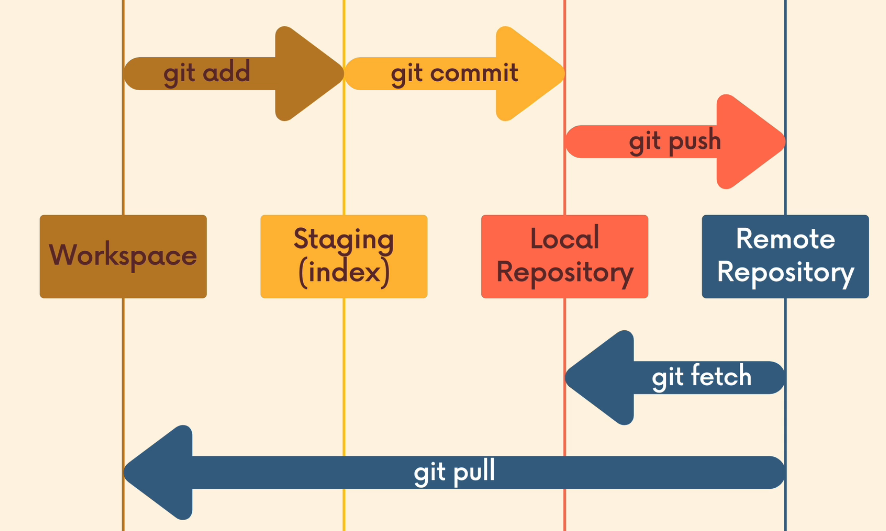 git add
git commit
git push
Workspace
Staging
(index)
Local
Repository
Remote
Repository
git fetch
git pull